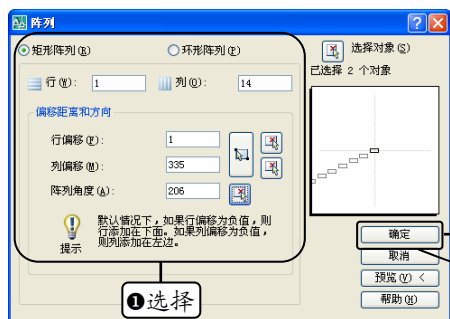 阵列
矩形阵列(R)
环形阵列(P)
选择对象(S)
已选择 2 个对象
行(W): 1
列(O): 14
偏移距离和方向
行偏移(F): 1
列偏移(M): 335
阵列角度(A): 206
默认情况下，如果行偏移为负值，则
行添加在下面。如果列偏移为负值，
则列添加在左边。
提示
确定
取消
预览(V) <
帮助(H)
❶选择